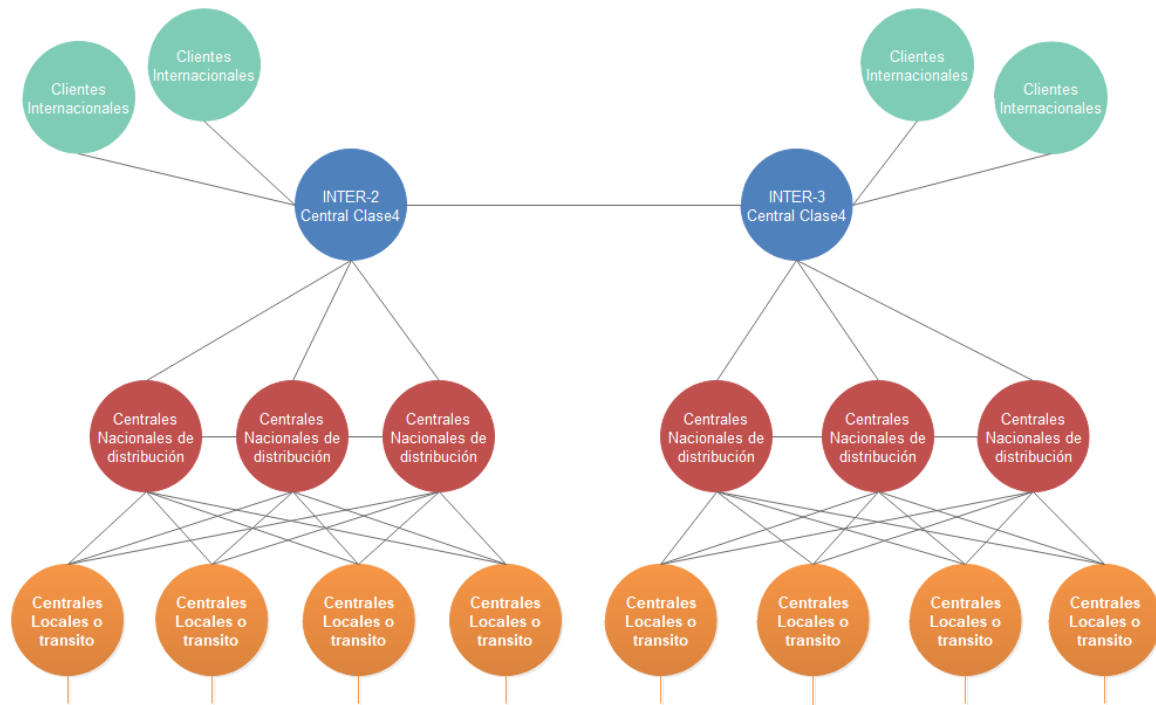 Clientes
Internacionales
Clientes
Internacionales
Clientes
Internacionales
Clientes
Internacionales
INTER-2
Central Clase4
INTER-3
Central Clase4
Centrales
Nacionales de
distribución
Centrales
Nacionales de
distribución
Centrales
Nacionales de
distribución
Centrales
Nacionales de
distribución
Centrales
Nacionales de
distribución
Centrales
Nacionales de
distribución
Centrales
Locales o
transito
Centrales
Locales o
transito
Centrales
Locales o
transito
Centrales
Locales o
transito
Centrales
Locales o
transito
Centrales
Locales o
transito
Centrales
Locales o
transito
Centrales
Locales o
transito